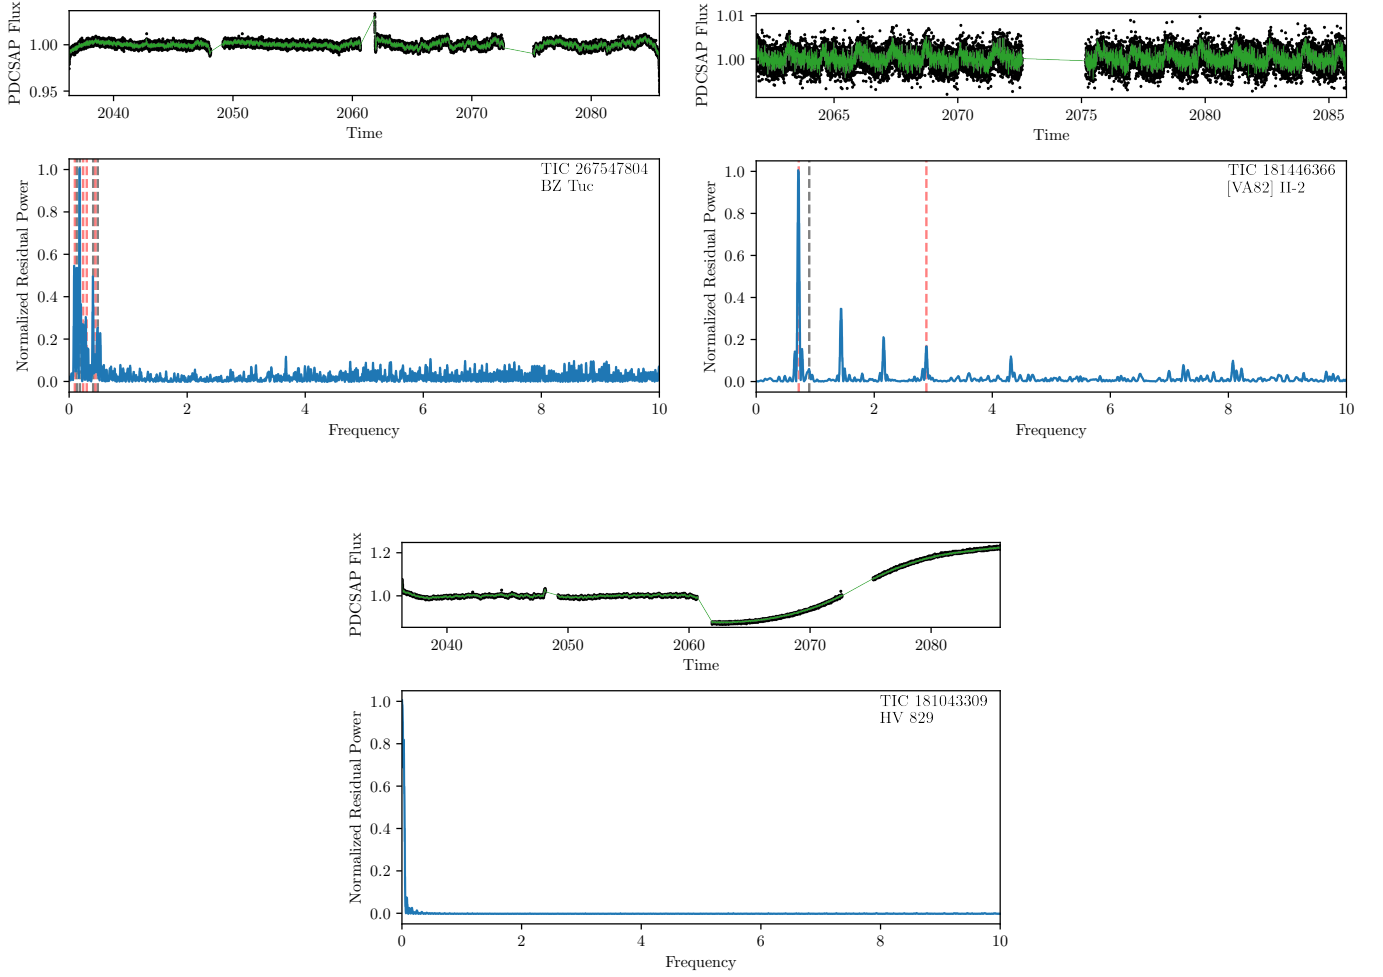 PDCSAP Flux
1.00
0.95
2040 2050 2060 2070 2080
Time
Normalized Residual Power
1.0
0.8
0.6
0.4
0.2
0.0
TIC 267547804
BZ Tuc
0 2 4 6 8 10
Frequency
PDCSAP Flux
1.01
1.00
2065 2070 2075 2080 2085
Time
Normalized Residual Power
1.0
0.8
0.6
0.4
0.2
0.0
TIC 181446366
[VA82] II-2
0 2 4 6 8 10
Frequency
PDCSAP Flux
1.2
1.0
2040 2050 2060 2070 2080
Time
Normalized Residual Power
1.0
0.8
0.6
0.4
0.2
0.0
TIC 181043309
HV 829
0 2 4 6 8 10
Frequency